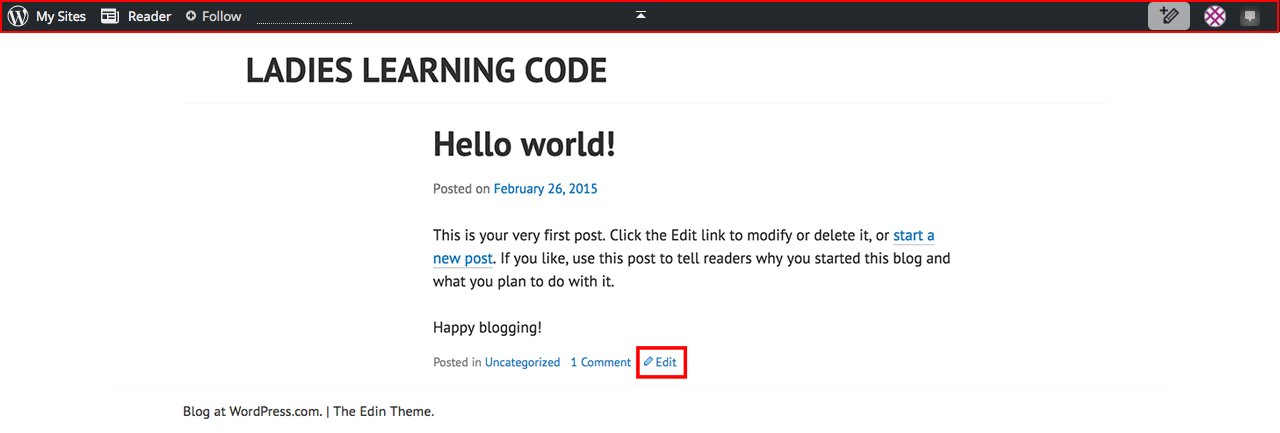 My Sites Reader Follow
LADIES LEARNING CODE
Hello world!
Posted on February 26, 2015
This is your very first post. Click the Edit link to modify or delete it, or start a
new post. If you like, use this post to tell readers why you started this blog and
what you plan to do with it.
Happy blogging!
Posted in Uncategorized 1 Comment Edit
Blog at WordPress.com. | The Edin Theme.